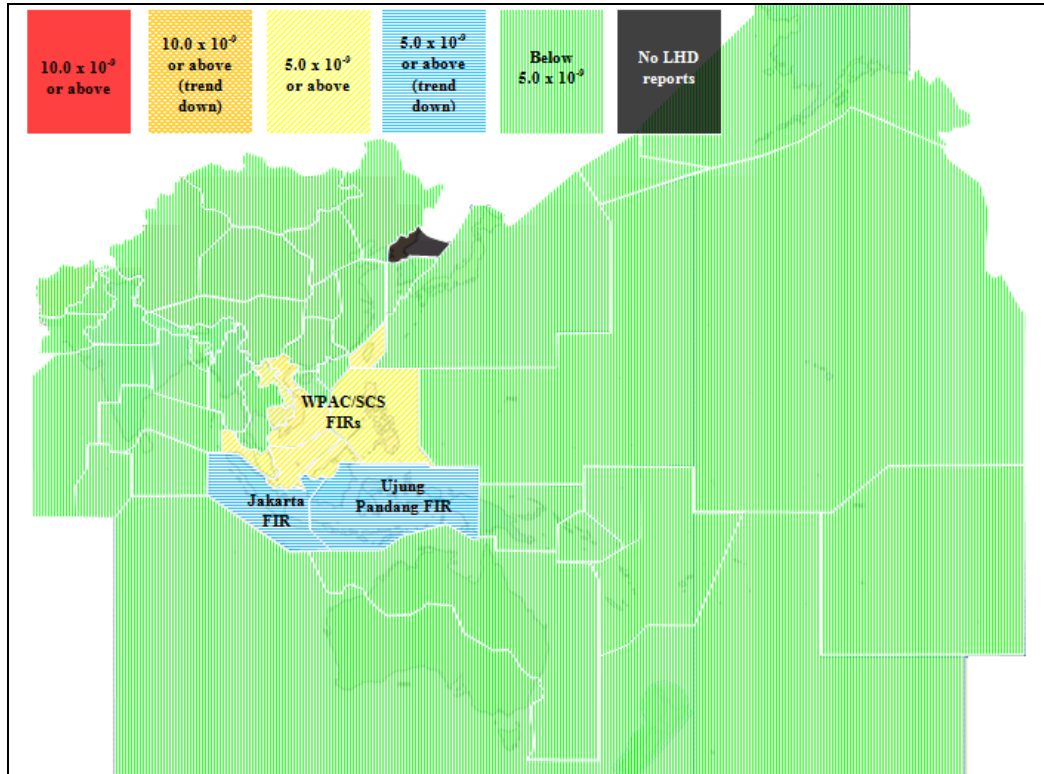 10.0 x 10⁻⁹
or above
10.0 x 10⁻⁹
or above
(trend
down)
5.0 x 10⁻⁹
or above
5.0 x 10⁻⁹
or above
(trend
down)
Below
5.0 x 10⁻⁹
No LHD
reports
WPAC/SCS
FIRs
Jakarta
FIR
Ujung
Pandang FIR